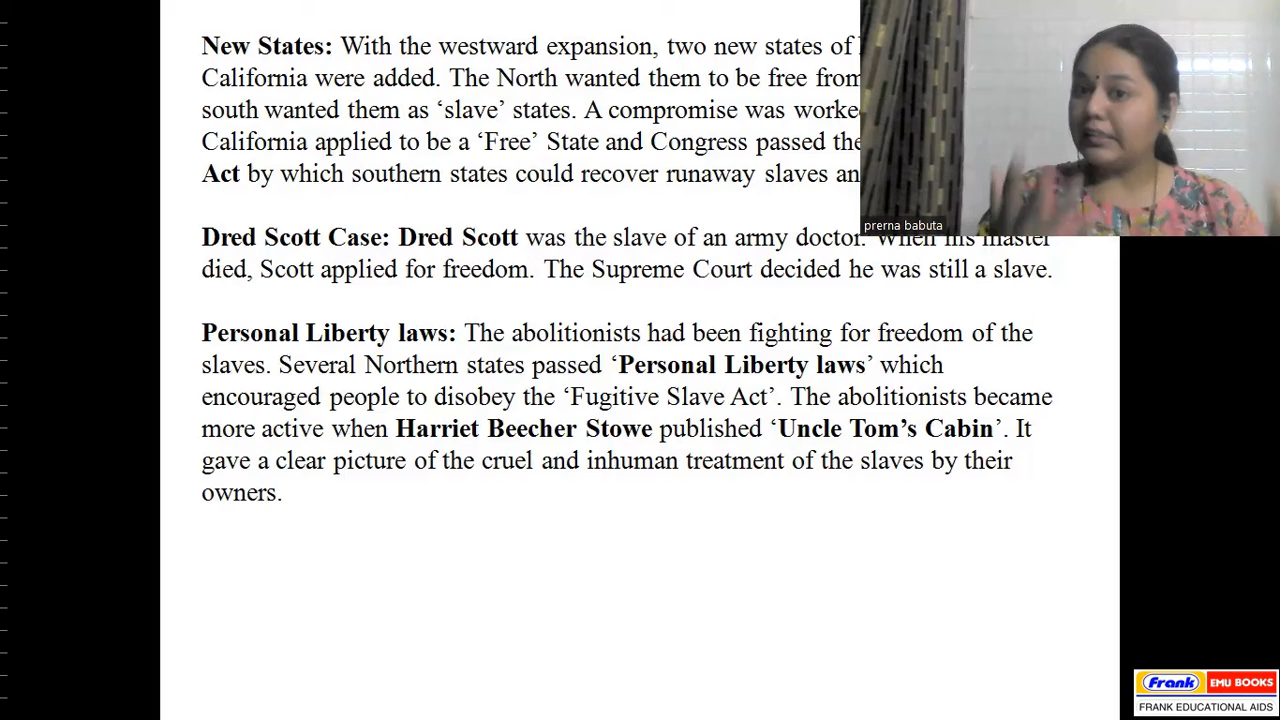 New States: With the westward expansion, two new states of
California were added. The North wanted them to be free from
south wanted them as ‘slave’ states. A compromise was worked
California applied to be a ‘Free’ State and Congress passed the
Act by which southern states could recover runaway slaves
prerna babuta
Dred Scott Case: Dred Scott was the slave of an army doctor. When his master
died, Scott applied for freedom. The Supreme Court decided he was still a slave.
Personal Liberty laws: The abolitionists had been fighting for freedom of the
slaves. Several Northern states passed ‘Personal Liberty laws’ which
encouraged people to disobey the ‘Fugitive Slave Act’. The abolitionists became
more active when Harriet Beecher Stowe published ‘Uncle Tom’s Cabin’. It
gave a clear picture of the cruel and inhuman treatment of the slaves by their
owners.
Frank EMU BOOKS
FRANK EDUCATIONAL AIDS